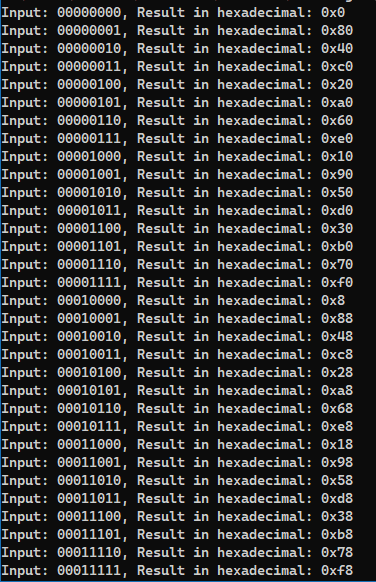 Input: 00000000, Result in hexadecimal: 0x0
Input: 00000001, Result in hexadecimal: 0x80
Input: 00000010, Result in hexadecimal: 0x40
Input: 00000011, Result in hexadecimal: 0xc0
Input: 00000100, Result in hexadecimal: 0x20
Input: 00000101, Result in hexadecimal: 0xa0
Input: 00000110, Result in hexadecimal: 0x60
Input: 00000111, Result in hexadecimal: 0xe0
Input: 00001000, Result in hexadecimal: 0x10
Input: 00001001, Result in hexadecimal: 0x90
Input: 00001010, Result in hexadecimal: 0x50
Input: 00001011, Result in hexadecimal: 0xd0
Input: 00001100, Result in hexadecimal: 0x30
Input: 00001101, Result in hexadecimal: 0xb0
Input: 00001110, Result in hexadecimal: 0x70
Input: 00001111, Result in hexadecimal: 0xf0
Input: 00010000, Result in hexadecimal: 0x8
Input: 00010001, Result in hexadecimal: 0x88
Input: 00010010, Result in hexadecimal: 0x48
Input: 00010011, Result in hexadecimal: 0xc8
Input: 00010100, Result in hexadecimal: 0x28
Input: 00010101, Result in hexadecimal: 0xa8
Input: 00010110, Result in hexadecimal: 0x68
Input: 00010111, Result in hexadecimal: 0xe8
Input: 00011000, Result in hexadecimal: 0x18
Input: 00011001, Result in hexadecimal: 0x98
Input: 00011010, Result in hexadecimal: 0x58
Input: 00011011, Result in hexadecimal: 0xd8
Input: 00011100, Result in hexadecimal: 0x38
Input: 00011101, Result in hexadecimal: 0xb8
Input: 00011110, Result in hexadecimal: 0x78
Input: 00011111, Result in hexadecimal: 0xf8